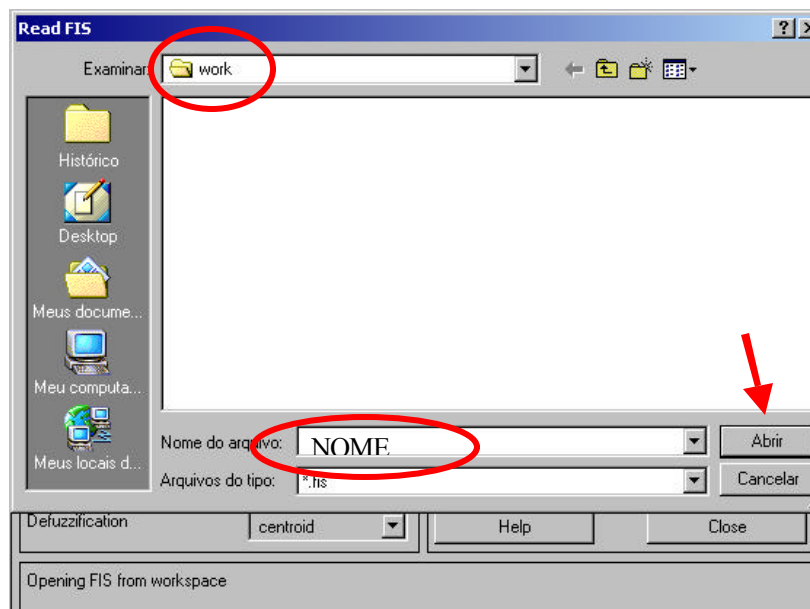 Read FIS
Examinar:
work
Histórico
Desktop
Meus docume...
Meu computa...
Meus locais d...
Nome do arquivo:
NOME
Abrir
Arquivos do tipo:
*.fis
Cancelar
Defuzzification
centroid
Help
Close
Opening FIS from workspace